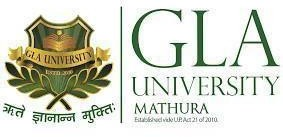 GLA UNIVERSITY
ESTD. 2010
ऋते ज्ञानान्न मुक्तिः
GLA
UNIVERSITY
MATHURA
Established vide U.P. Act 21 of 2010.